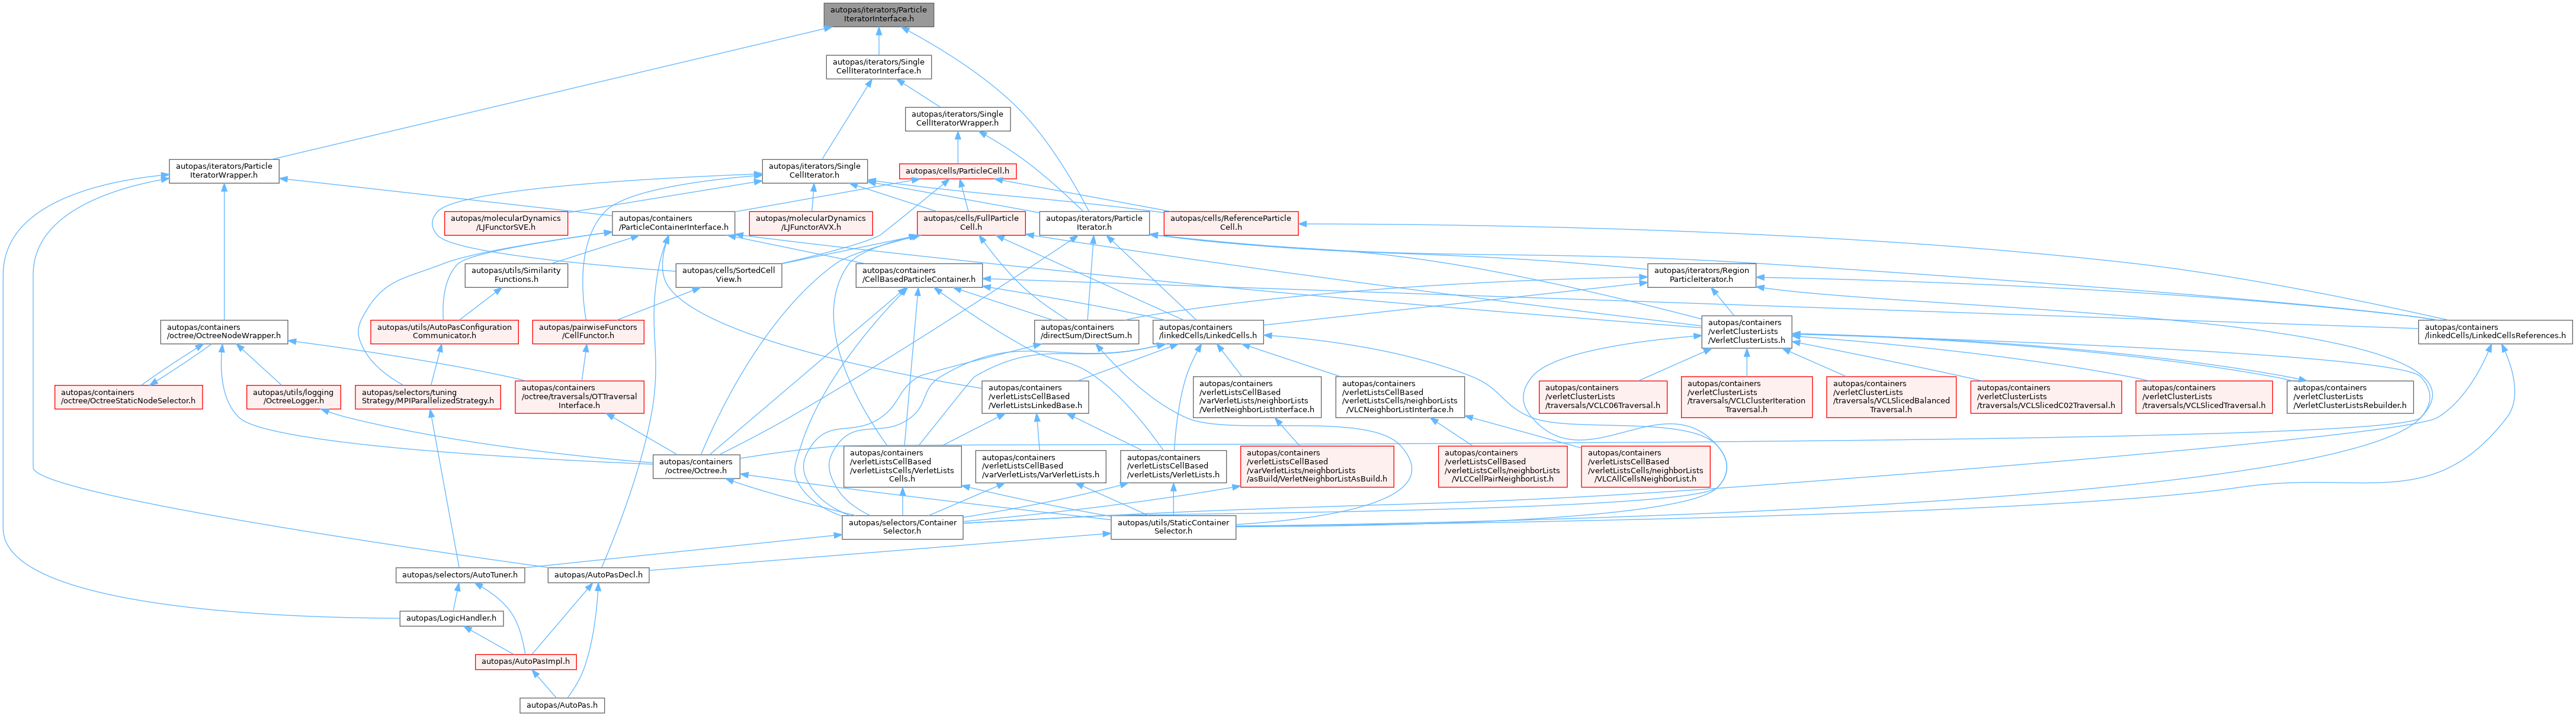 autopas/iterators/Particle
IteratorInterface.h
autopas/iterators/Single
CellIteratorInterface.h
autopas/iterators/Single
CellIteratorWrapper.h
autopas/iterators/Particle
IteratorWrapper.h
autopas/iterators/Single
CellIterator.h
autopas/cells/ParticleCell.h
autopas/molecularDynamics
/LJFunctorSVE.h
autopas/containers
/ParticleContainerInterface.h
autopas/molecularDynamics
/LJFunctorAVX.h
autopas/cells/FullParticle
Cell.h
autopas/iterators/Particle
Iterator.h
autopas/cells/ReferenceParticle
Cell.h
autopas/utils/Similarity
Functions.h
autopas/cells/SortedCell
View.h
autopas/containers
/CellBasedParticleContainer.h
autopas/iterators/Region
ParticleIterator.h
autopas/containers
/octree/OctreeNodeWrapper.h
autopas/utils/AutoPasConfiguration
Communicator.h
autopas/pairwiseFunctors
/CellFunctor.h
autopas/containers
/directSum/DirectSum.h
autopas/containers
/linkedCells/LinkedCells.h
autopas/containers
/verletClusterLists
/VerletClusterLists.h
autopas/containers
/linkedCells/LinkedCellsReferences.h
autopas/containers
/octree/OctreeStaticNodeSelector.h
autopas/utils/logging
/OctreeLogger.h
autopas/selectors/tuning
Strategy/MPIParallelizedStrategy.h
autopas/containers
/octree/traversals/OTTraversal
Interface.h
autopas/containers
/verletListsCellBased
/VerletListsLinkedBase.h
autopas/containers
/verletListsCellBased
/varVerletLists/neighborLists
/VerletNeighborListInterface.h
autopas/containers
/verletListsCellBased
/verletListsCells/neighborLists
/VLCNeighborListInterface.h
autopas/containers
/verletClusterLists
/traversals/VCLC06Traversal.h
autopas/containers
/verletClusterLists
/traversals/VCLClusterIteration
Traversal.h
autopas/containers
/verletClusterLists
/traversals/VCLSlicedBalanced
Traversal.h
autopas/containers
/verletClusterLists
/traversals/VCLSlicedC02Traversal.h
autopas/containers
/verletClusterLists
/traversals/VCLSlicedTraversal.h
autopas/containers
/verletClusterLists
/VerletClusterListsRebuilder.h
autopas/containers
/octree/Octree.h
autopas/containers
/verletListsCellBased
/verletListsCells/VerletLists
Cells.h
autopas/containers
/verletListsCellBased
/varVerletLists/VarVerletLists.h
autopas/containers
/verletListsCellBased
/verletLists/VerletLists.h
autopas/containers
/verletListsCellBased
/varVerletLists/neighborLists
/asBuild/VerletNeighborListAsBuild.h
autopas/containers
/verletListsCellBased
/verletListsCells/neighborLists
/VLCCellPairNeighborList.h
autopas/containers
/verletListsCellBased
/verletListsCells/neighborLists
/VLCAllCellsNeighborList.h
autopas/selectors/Container
Selector.h
autopas/utils/StaticContainer
Selector.h
autopas/selectors/AutoTuner.h
autopas/AutoPasDecl.h
autopas/LogicHandler.h
autopas/AutoPasImpl.h
autopas/AutoPas.h